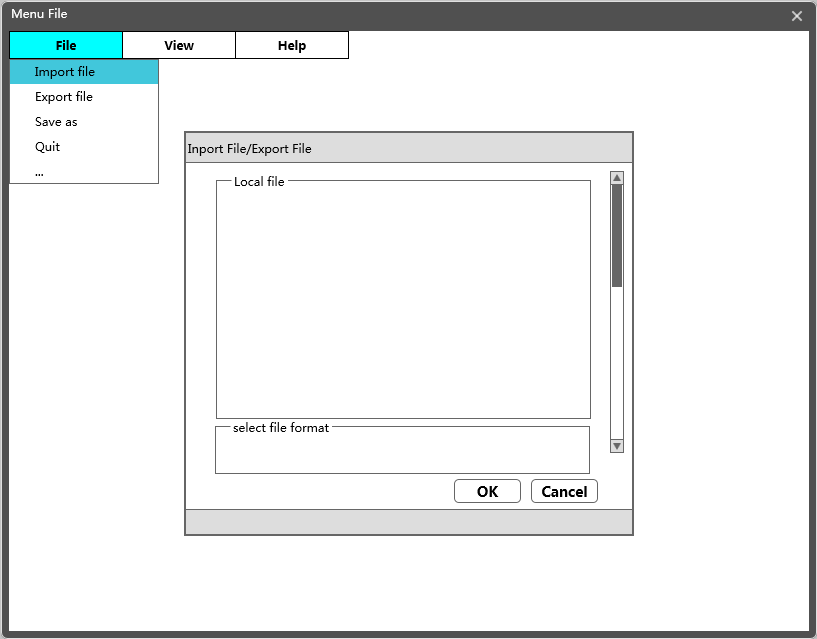 Menu File
File View Help
Import file
Export file
Save as
Quit
...
Inport File/Export File
Local file
select file format
OK Cancel